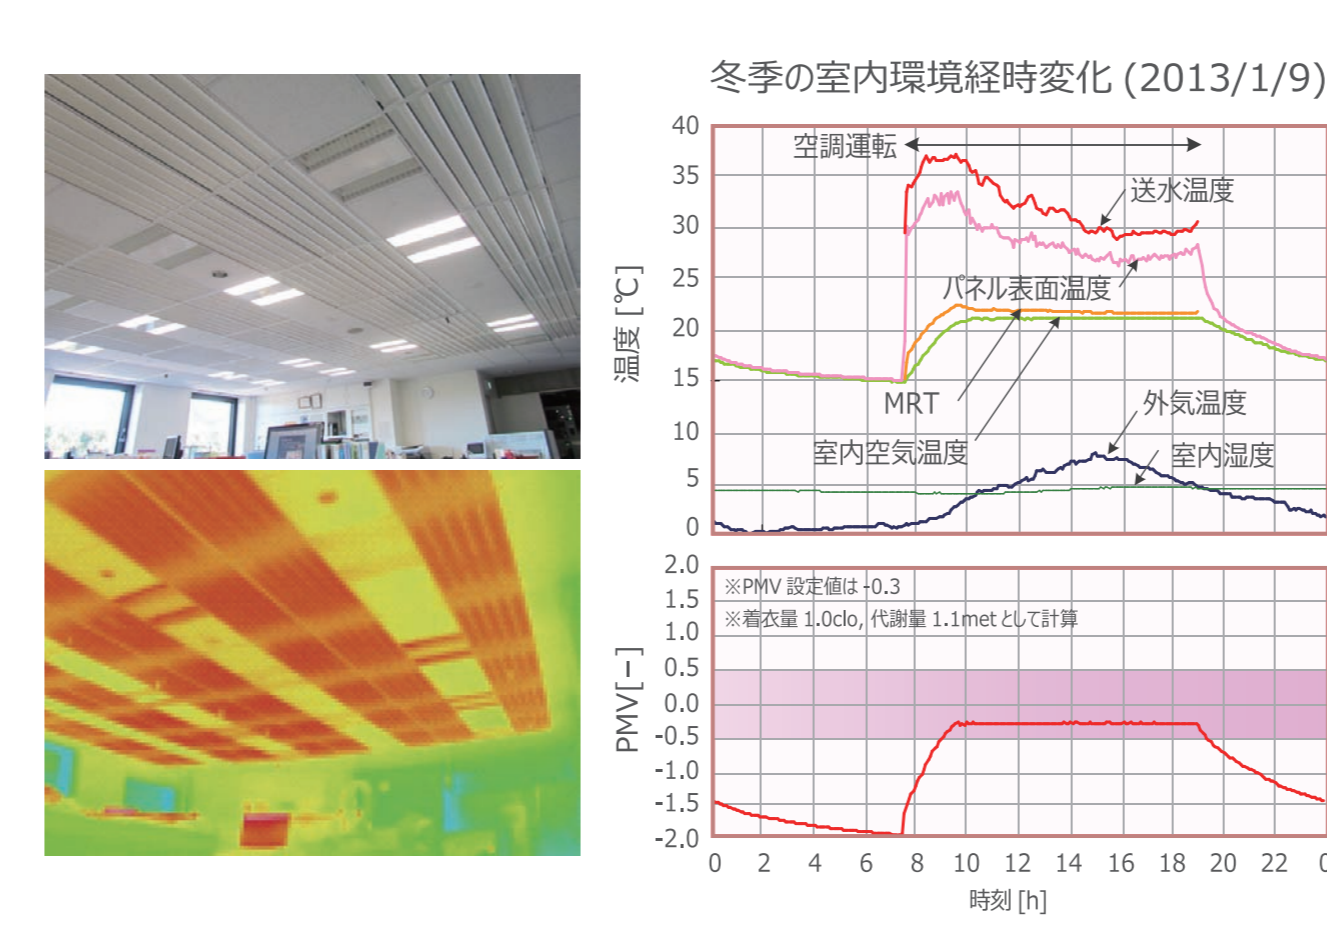 冬季の室内環境経時変化 (2013/1/9)
40
35
30
25
20
15
10
5
0
温度 [℃]
空調運転
送水温度
パネル表面温度
MRT
室内空気温度
外気温度
室内湿度
2.0
1.5
1.0
0.5
0.0
-0.5
-1.0
-1.5
-2.0
PMV[－]
※PMV 設定値は -0.3
※着衣量 1.0clo, 代謝量 1.1met として計算
0 2 4 6 8 10 12 14 16 18 20 22 0
時刻 [h]